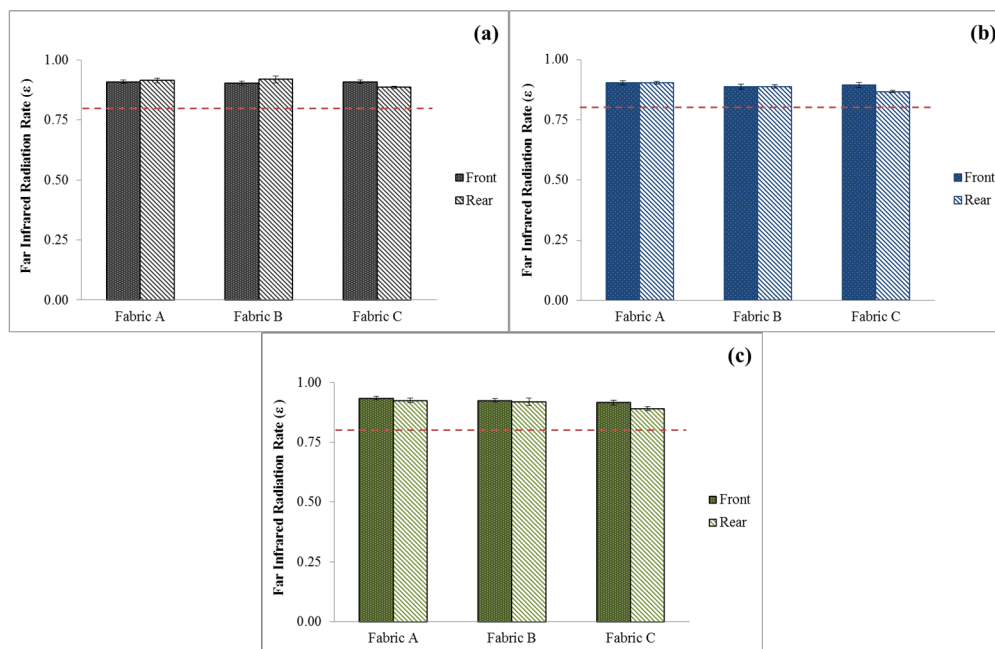 (a)
Far Infrared Radiation Rate (ε)
1.00
0.75
0.50
0.25
0.00
Fabric A Fabric B Fabric C
Front
Rear
(b)
Far Infrared Radiation Rate (ε)
1.00
0.75
0.50
0.25
0.00
Fabric A Fabric B Fabric C
Front
Rear
(c)
Far Infrared Radiation Rate (ε)
1.00
0.75
0.50
0.25
0.00
Fabric A Fabric B Fabric C
Front
Rear